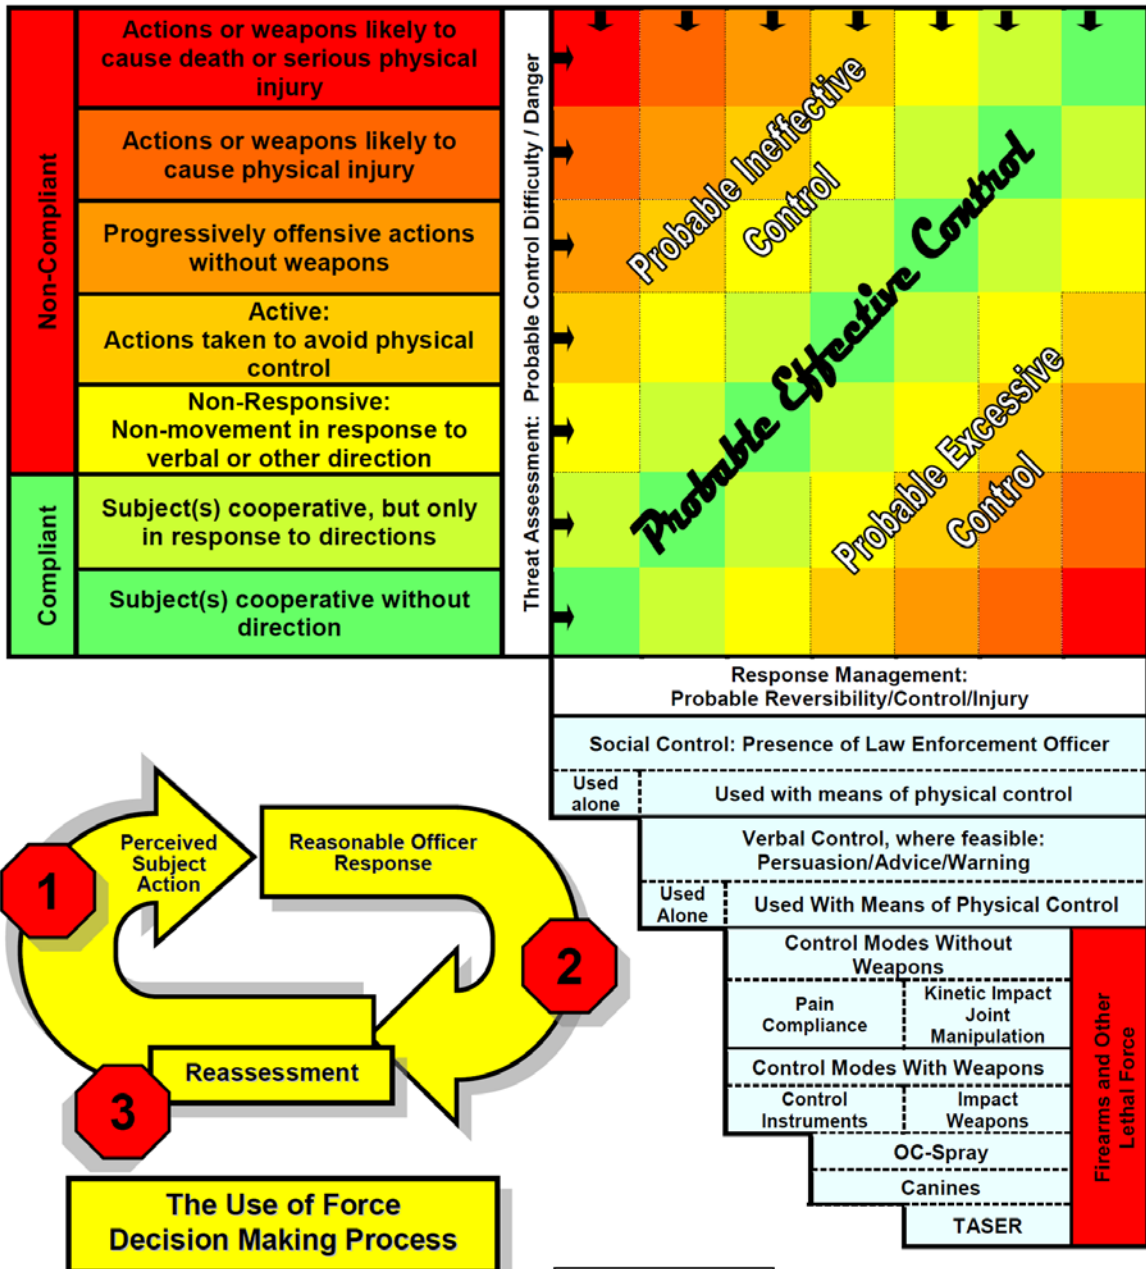 Non-Compliant
Actions or weapons likely to
cause death or serious physical
injury
Actions or weapons likely to
cause physical injury
Progressively offensive actions
without weapons
Active:
Actions taken to avoid physical
control
Non-Responsive:
Non-movement in response to
verbal or other direction
Compliant
Subject(s) cooperative, but only
in response to directions
Subject(s) cooperative without
direction
Threat Assessment: Probable Control Difficulty / Danger
Probable Ineffective
Control
Probable Effective Control
Probable Excessive
Control
Response Management:
Probable Reversibility/Control/Injury
Social Control: Presence of Law Enforcement Officer
Used
alone
Used with means of physical control
Verbal Control, where feasible:
Persuasion/Advice/Warning
Used
Alone
Used With Means of Physical Control
Control Modes Without
Weapons
Pain
Compliance
Kinetic Impact
Joint
Manipulation
Control Modes With Weapons
Control
Instruments
Impact
Weapons
OC-Spray
Canines
TASER
Firearms and Other
Lethal Force
1
Perceived
Subject
Action
Reasonable Officer
Response
2
Reassessment
3
The Use of Force
Decision Making Process